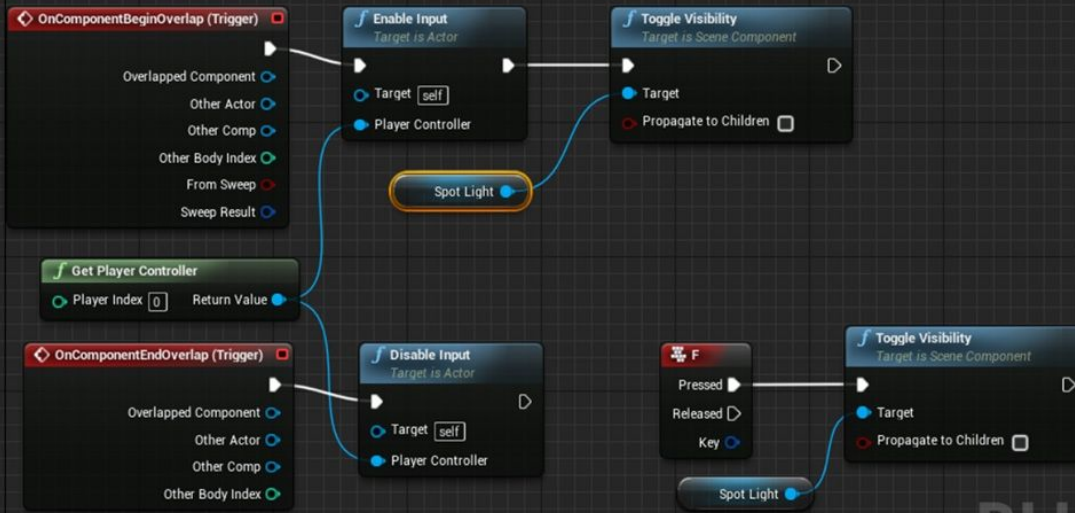 OnComponentBeginOverlap (Trigger)
Overlapped Component
Other Actor
Other Comp
Other Body Index
From Sweep
Sweep Result
f Enable Input
Target is Actor
Target self
Player Controller
f Toggle Visibility
Target is Scene Component
Target
Propagate to Children
Spot Light
f Get Player Controller
Player Index 0 Return Value
OnComponentEndOverlap (Trigger)
Overlapped Component
Other Actor
Other Comp
Other Body Index
f Disable Input
Target is Actor
Target self
Player Controller
F
Pressed
Released
Key
f Toggle Visibility
Target is Scene Component
Target
Propagate to Children
Spot Light